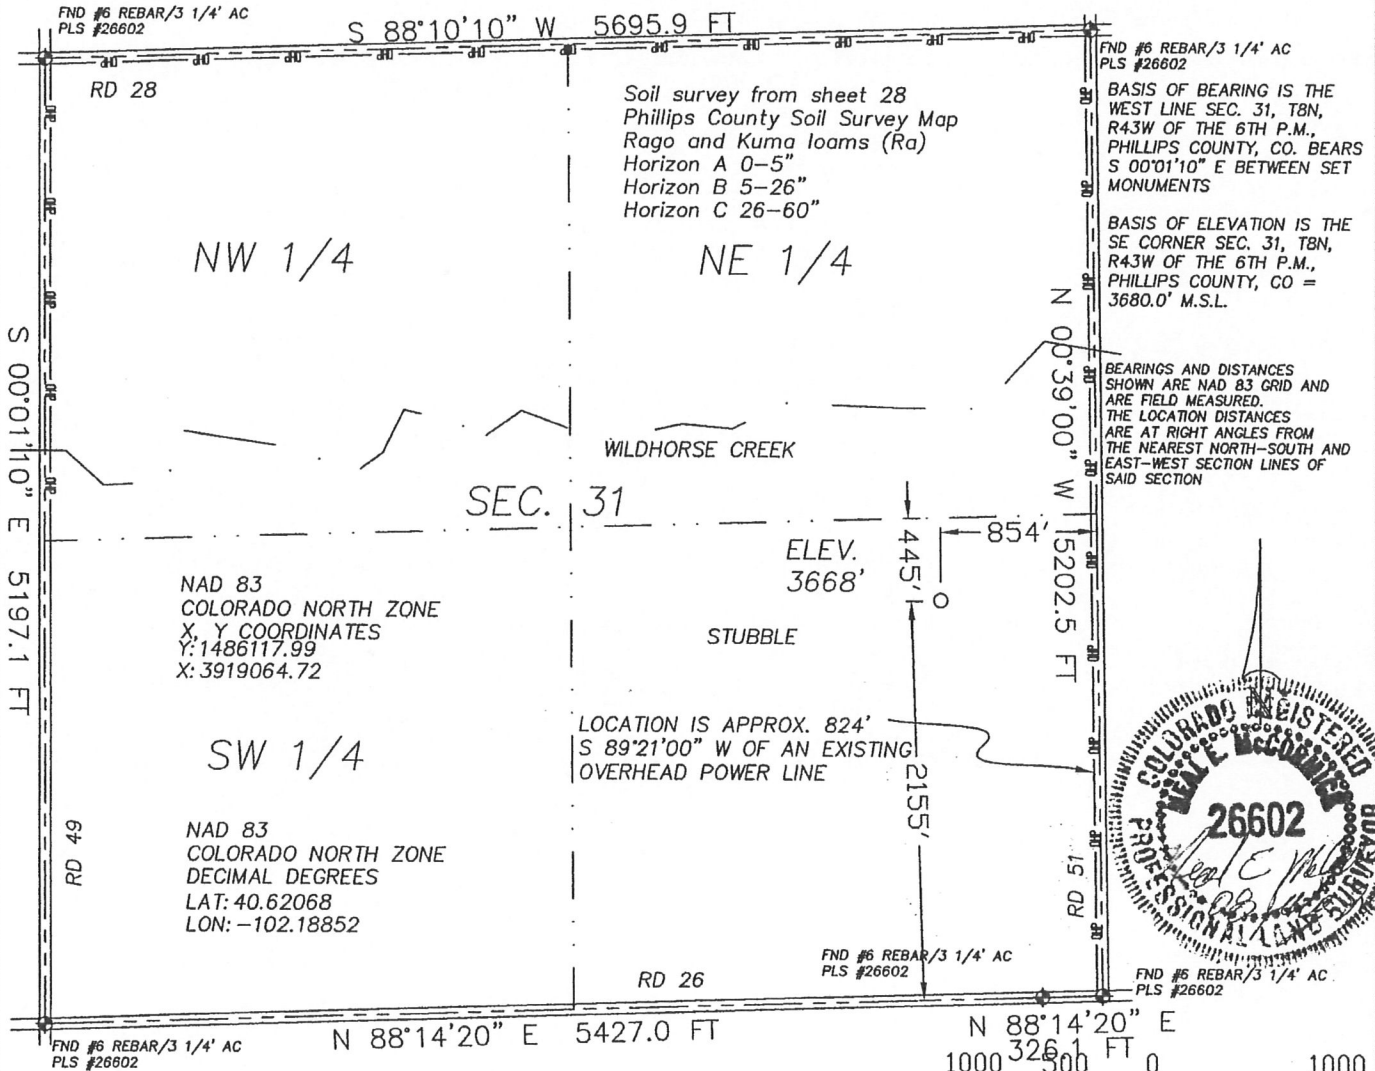 FND #6 REBAR/3 1/4' AC
PLS #26602
S 88°10'10" W 5695.9 FT
FND #6 REBAR/3 1/4' AC
PLS #26602
RD 28
Soil survey from sheet 28
Phillips County Soil Survey Map
Rago and Kuma loams (Ra)
Horizon A 0-5"
Horizon B 5-26"
Horizon C 26-60"
BASIS OF BEARING IS THE
WEST LINE SEC. 31, T8N,
R43W OF THE 6TH P.M.,
PHILLIPS COUNTY, CO. BEARS
S 00°01'10" E BETWEEN SET
MONUMENTS
BASIS OF ELEVATION IS THE
SE CORNER SEC. 31, T8N,
R43W OF THE 6TH P.M.,
PHILLIPS COUNTY, CO =
3680.0' M.S.L.
NW 1/4
NE 1/4
S 00°01'10" E 5197.1 FT
N 00°39'00" W 5202.5 FT
BEARINGS AND DISTANCES
SHOWN ARE NAD 83 GRID AND
ARE FIELD MEASURED.
THE LOCATION DISTANCES
ARE AT RIGHT ANGLES FROM
THE NEAREST NORTH-SOUTH AND
EAST-WEST SECTION LINES OF
SAID SECTION
WILDHORSE CREEK
SEC. 31
854'
445'
ELEV.
3668'
NAD 83
COLORADO NORTH ZONE
X, Y COORDINATES
Y: 1486117.99
X: 3919064.72
STUBBLE
LOCATION IS APPROX. 824'
S 89°21'00" W OF AN EXISTING
OVERHEAD POWER LINE
SW 1/4
2155'
N
COLORADO REGISTERED
NEAL E. McCORMICK
26602
PROFESSIONAL LAND SURVEYOR
NAD 83
COLORADO NORTH ZONE
DECIMAL DEGREES
LAT: 40.62068
LON: -102.18852
RD 49
RD 51
RD 26
FND #6 REBAR/3 1/4' AC
PLS #26602
FND #6 REBAR/3 1/4' AC
PLS #26602
FND #6 REBAR/3 1/4' AC
PLS #26602
N 88°14'20" E 5427.0 FT
N 88°14'20" E
326.1 FT
1000 500 0 1000